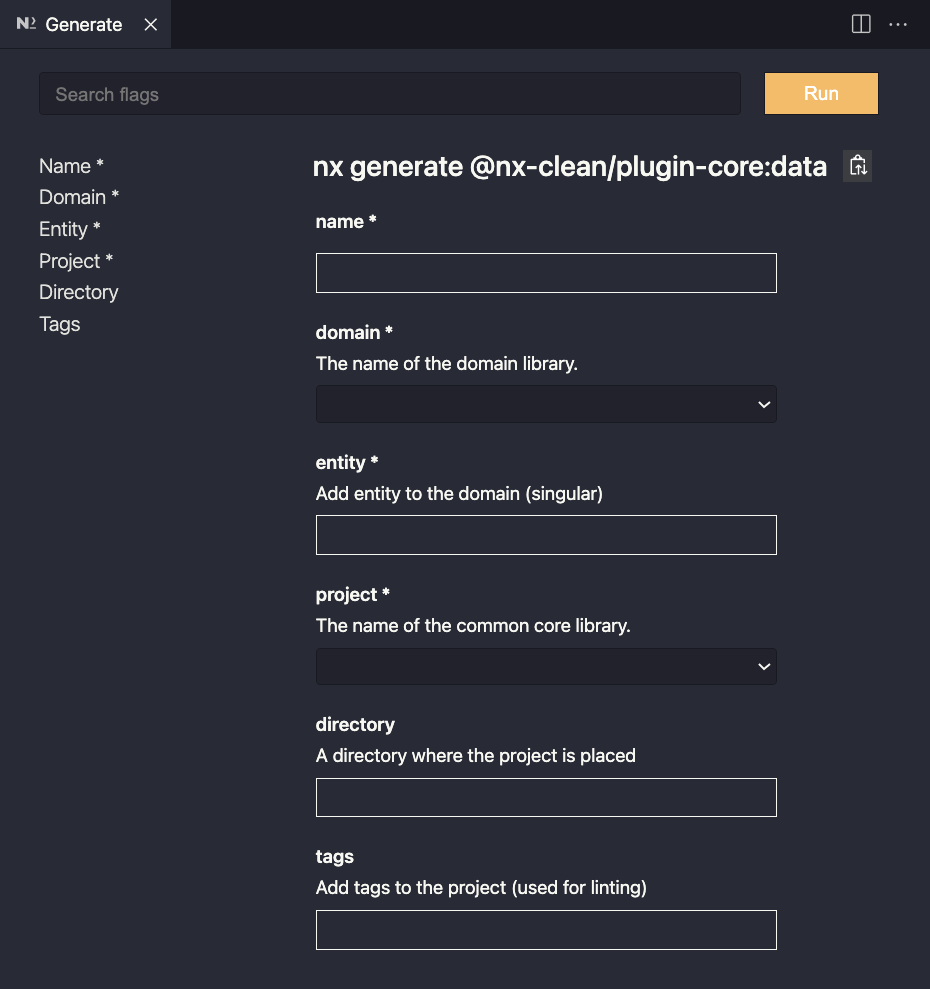 Generate
Search flags
Run
Name *
Domain *
Entity *
Project *
Directory
Tags
nx generate @nx-clean/plugin-core:data
name *
domain *
The name of the domain library.
entity *
Add entity to the domain (singular)
project *
The name of the common core library.
directory
A directory where the project is placed
tags
Add tags to the project (used for linting)